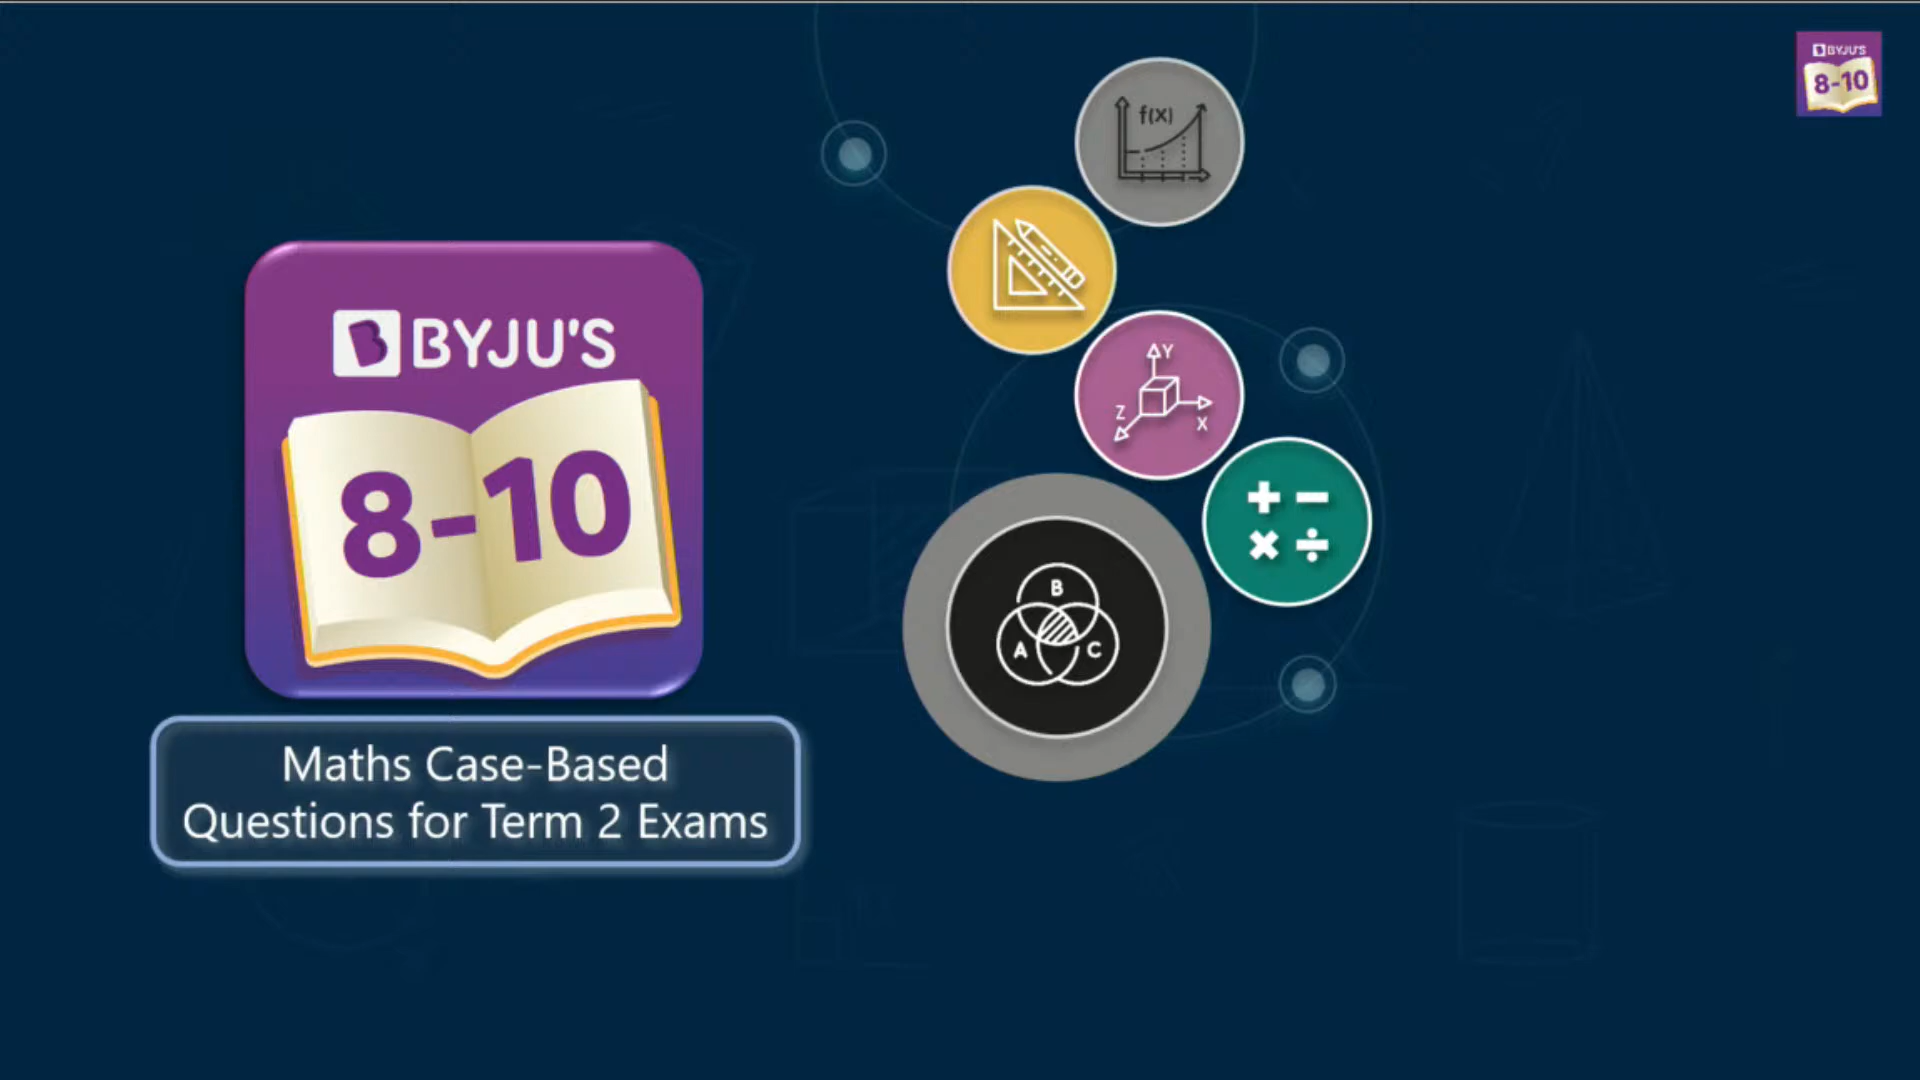 BYJU'S
8-10
f(x)
Y
Z
X
BYJU'S
8-10
B
A
C
Maths Case-Based
Questions for Term 2 Exams